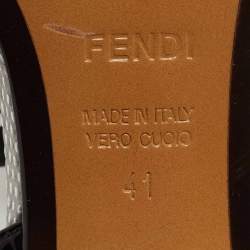 FENDI
MADE IN ITALY
VERO CUOIO
41